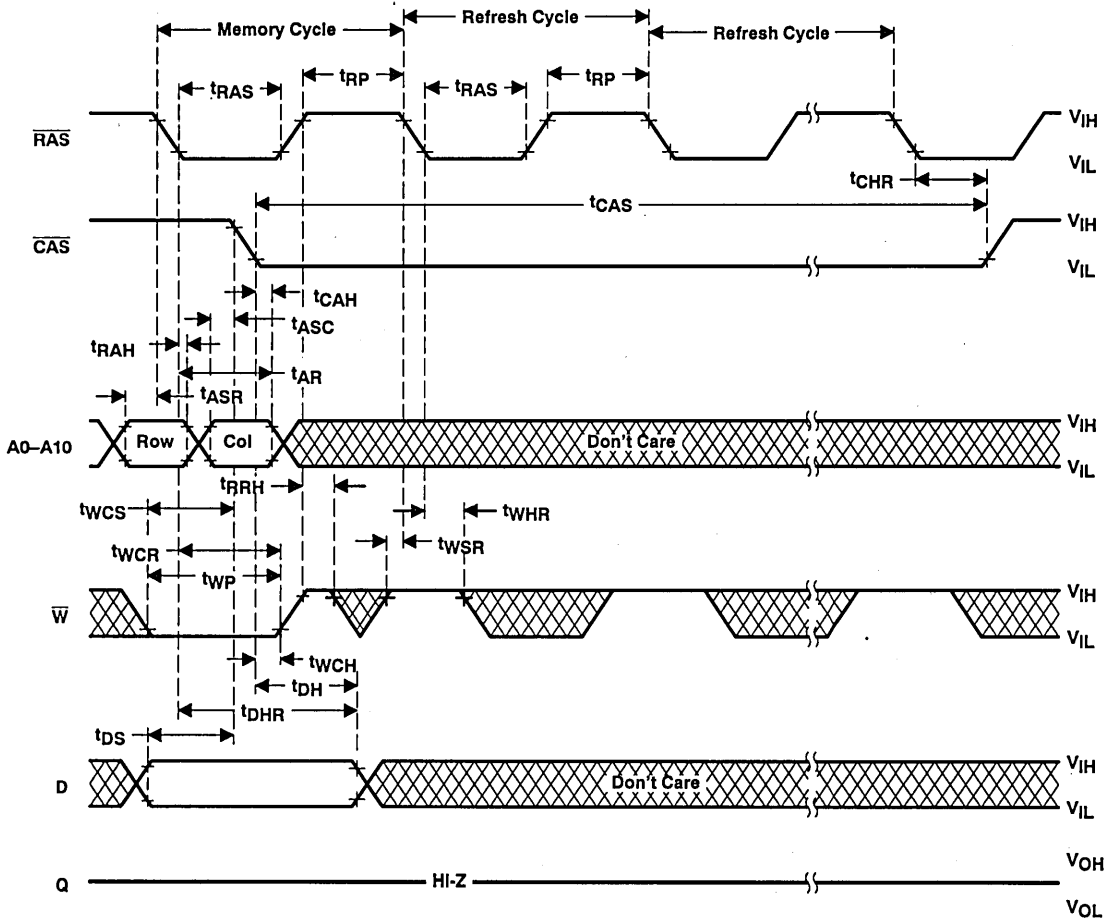 Memory Cycle
Refresh Cycle
Refresh Cycle
tRAS
tRP
tRAS
tRP
RAS
VIH
VIL
tCHR
tCAS
CAS
VIH
VIL
tCAH
tASC
tRAH
tAR
tASR
A0–A10
Row
Col
Don't Care
VIH
VIL
tRRH
tWCS
tWHR
tWSR
tWCR
tWP
W
VIH
VIL
tWCH
tDH
tDHR
tDS
D
Don't Care
VIH
VIL
Q
HI-Z
VOH
VOL